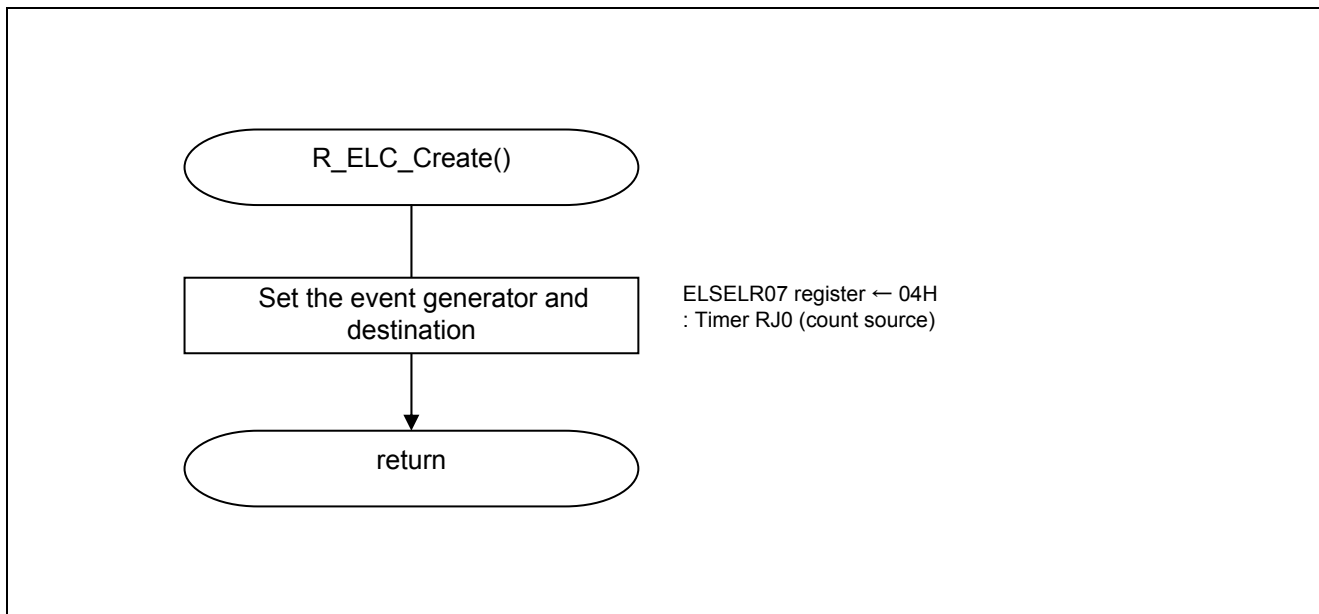 R_ELC_Create()
Set the event generator and
destination
ELSELR07 register ← 04H
: Timer RJ0 (count source)
return